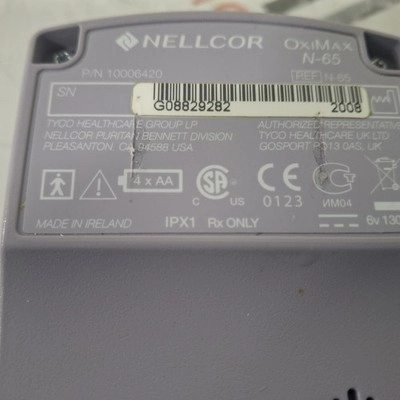 NELLCOR OXIMAX
N-65
P/N 10006420 REF N-65
SN G08829282 2008
TYCO HEALTHCARE GROUP LP
NELLCOR PURITAN BENNETT DIVISION
PLEASANTON CA 94588 USA
AUTHORIZED REPRESENTATIVE
TYCO HEALTHCARE UK LTD
GOSPORT PO13 0AS, UK
4 x AA
C US
0123
ИМ04
MADE IN IRELAND IPX1 Rx ONLY 6v 130